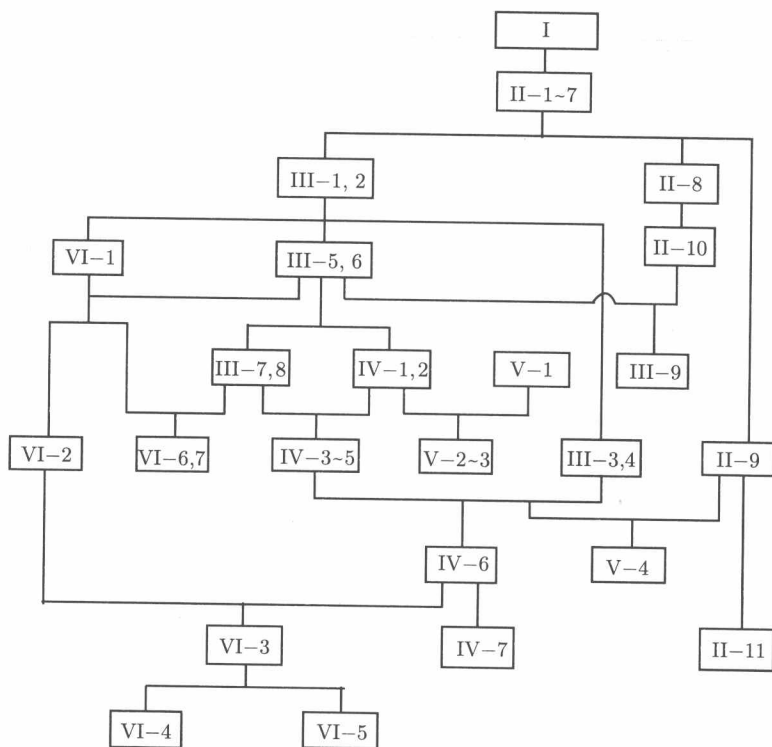 I
II−1~7
III−1, 2
II−8
VI−1
III−5, 6
II−10
III−7,8
IV−1,2
V−1
III−9
VI−2
VI−6,7
IV−3~5
V−2~3
III−3,4
II−9
IV−6
V−4
VI−3
IV−7
II−11
VI−4
VI−5